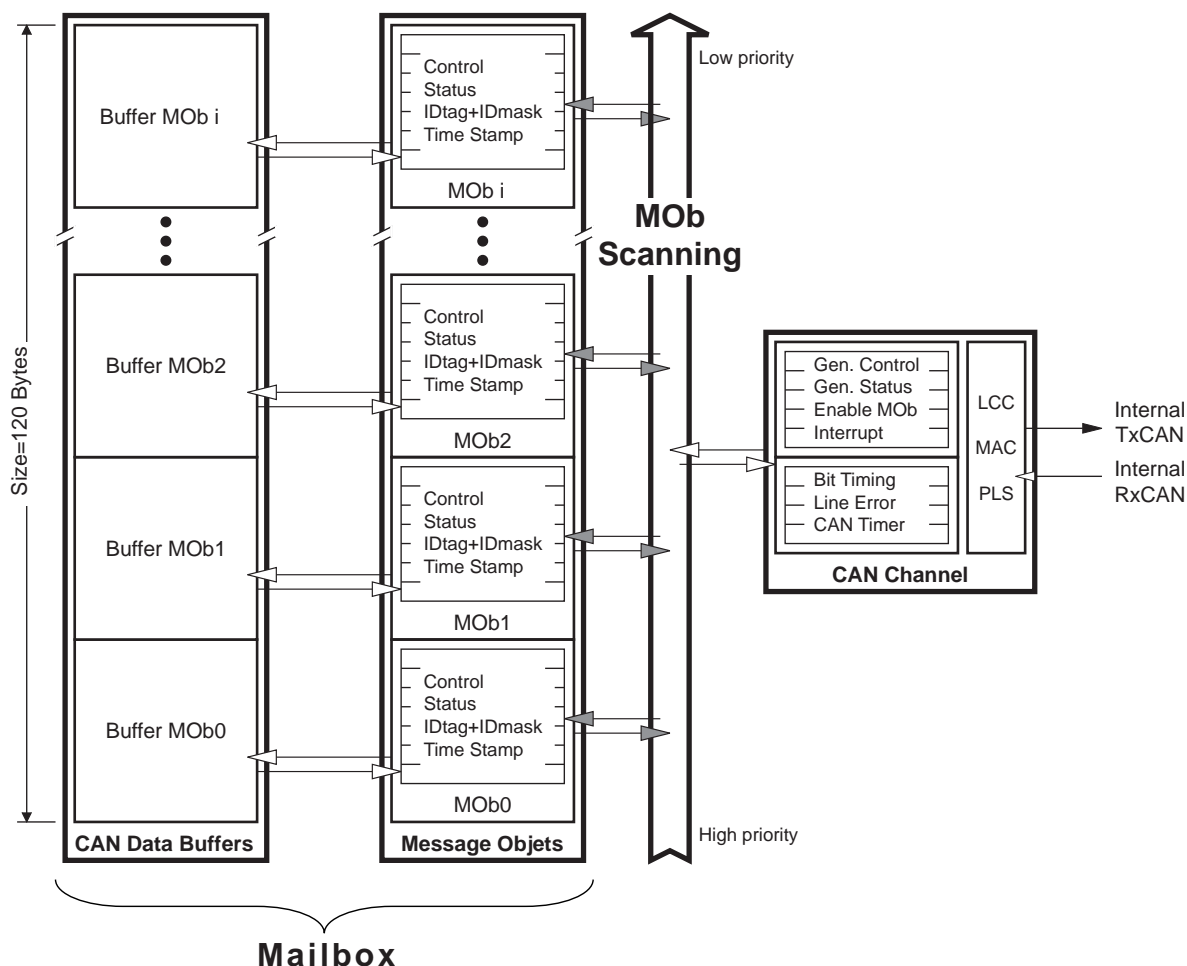 Size=120 Bytes
Buffer MOb i
Buffer MOb2
Buffer MOb1
Buffer MOb0
CAN Data Buffers
Control
Status
IDtag+IDmask
Time Stamp
MOb i
Control
Status
IDtag+IDmask
Time Stamp
MOb2
Control
Status
IDtag+IDmask
Time Stamp
MOb1
Control
Status
IDtag+IDmask
Time Stamp
MOb0
Message Objets
Mailbox
Low priority
MOb
Scanning
High priority
Gen. Control
Gen. Status
Enable MOb
Interrupt
Bit Timing
Line Error
CAN Timer
LCC
MAC
PLS
CAN Channel
Internal
TxCAN
Internal
RxCAN